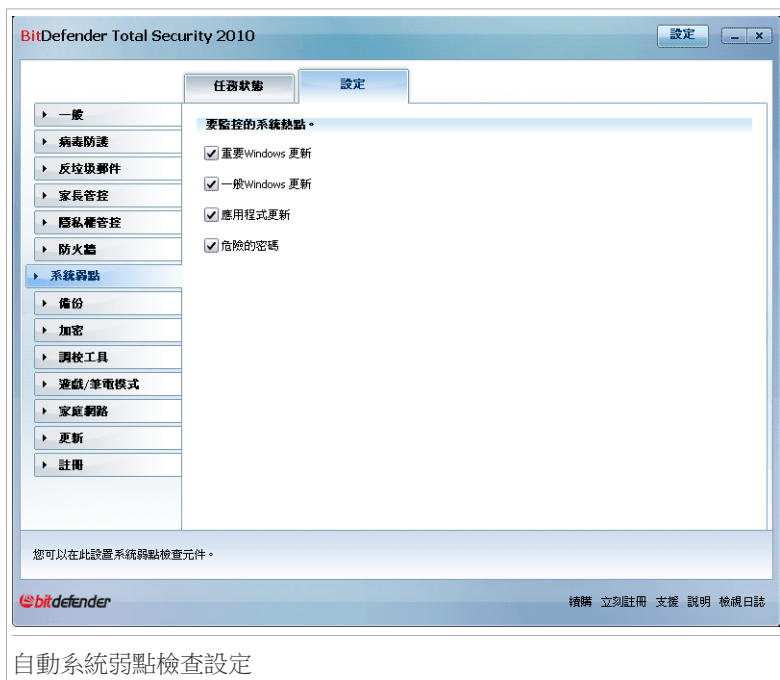 BitDefender Total Security 2010
設定
任務狀態
設定
一般
病毒防護
反垃圾郵件
家長管控
隱私權管控
防火牆
系統弱點
備份
加密
調校工具
遊戲/筆電模式
家庭網路
更新
註冊
要監控的系統熱點。
重要Windows 更新
一般Windows 更新
應用程式更新
危險的密碼
您可以在此設置系統弱點檢查元件。
bitdefender
續購 立刻註冊 支援 說明 檢視日誌
自動系統弱點檢查設定